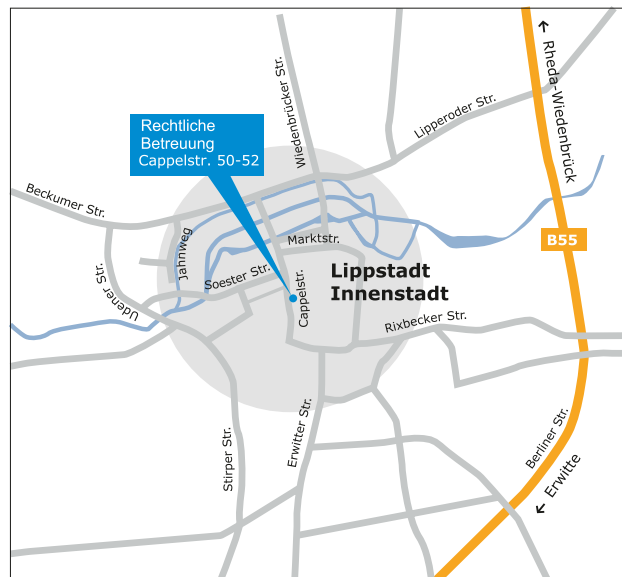 Rheda-Wiedenbrück
Wiedenbrücker Str.
Lipperoder Str.
Rechtliche
Betreuung
Cappelstr. 50-52
Beckumer Str.
Jahnweg
Marktstr.
B55
Udener Str.
Soester Str.
Lippstadt
Innenstadt
Cappelstr.
Rixbecker Str.
Stirper Str.
Erwitter Str.
Berliner Str.
Erwitte